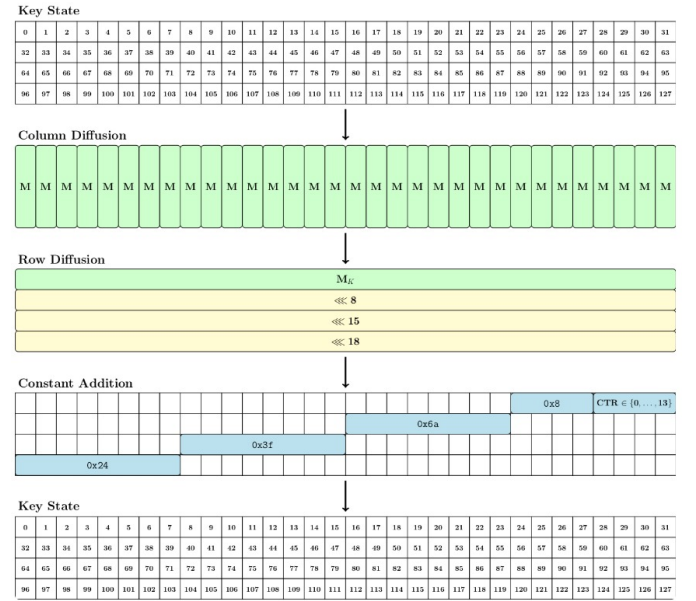 Key State
0 1 2 3 4 5 6 7 8 9 10 11 12 13 14 15 16 17 18 19 20 21 22 23 24 25 26 27 28 29 30 31
32 33 34 35 36 37 38 39 40 41 42 43 44 45 46 47 48 49 50 51 52 53 54 55 56 57 58 59 60 61 62 63
64 65 66 67 68 69 70 71 72 73 74 75 76 77 78 79 80 81 82 83 84 85 86 87 88 89 90 91 92 93 94 95
96 97 98 99 100 101 102 103 104 105 106 107 108 109 110 111 112 113 114 115 116 117 118 119 120 121 122 123 124 125 126 127
Column Diffusion
M M M M M M M M M M M M M M M M M M M M M M M M M M M M M M M M
Row Diffusion
M_K
⋘ 8
⋘ 15
⋘ 18
Constant Addition
0x8 CTR ∈ {0, . . . , 13}
0x6a
0x3f
0x24
Key State
0 1 2 3 4 5 6 7 8 9 10 11 12 13 14 15 16 17 18 19 20 21 22 23 24 25 26 27 28 29 30 31
32 33 34 35 36 37 38 39 40 41 42 43 44 45 46 47 48 49 50 51 52 53 54 55 56 57 58 59 60 61 62 63
64 65 66 67 68 69 70 71 72 73 74 75 76 77 78 79 80 81 82 83 84 85 86 87 88 89 90 91 92 93 94 95
96 97 98 99 100 101 102 103 104 105 106 107 108 109 110 111 112 113 114 115 116 117 118 119 120 121 122 123 124 125 126 127